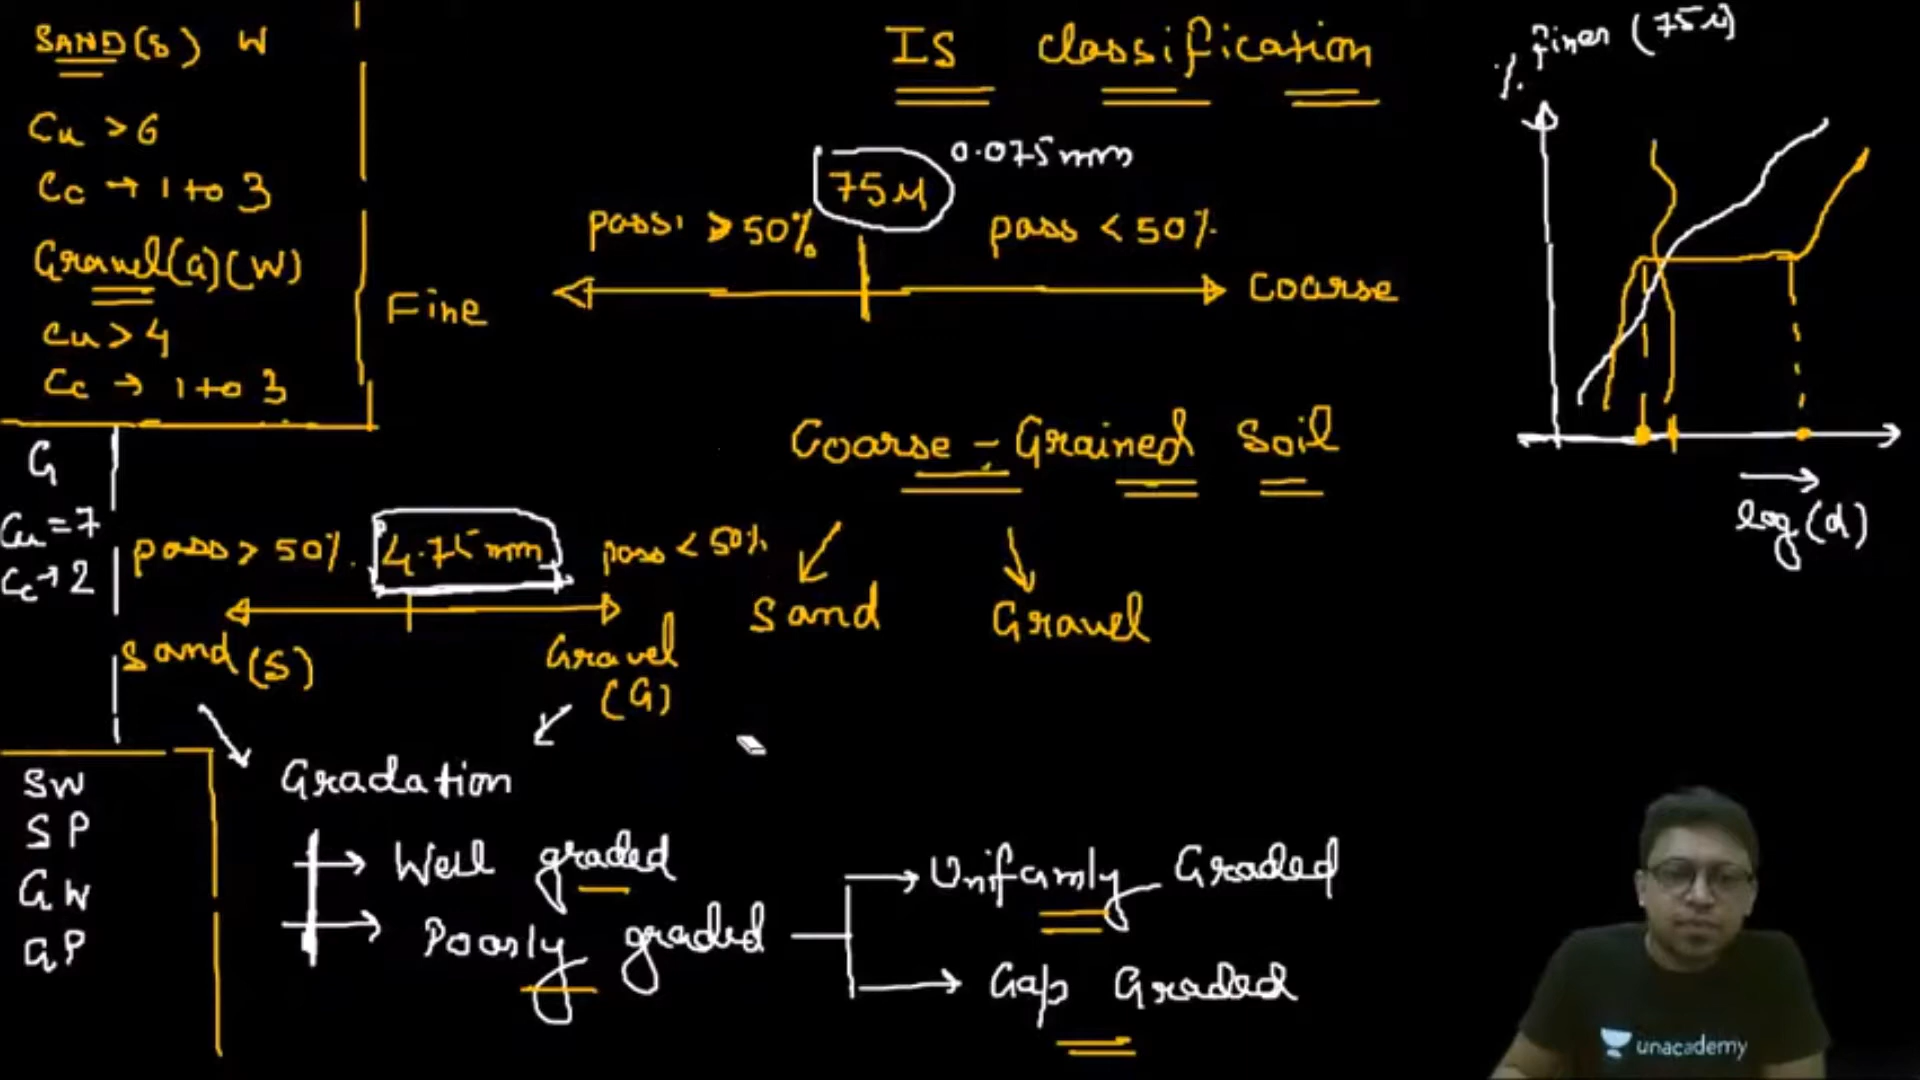 SAND(S) W
Cu > 6
Cc → 1 to 3
Gravel(G)(W)
Cu > 4
Cc → 1 to 3
G
Cu = 7
Cc → 2
IS classification
75μ 0.075mm
pass > 50%
pass < 50%
Fine
Coarse
Coarse - Grained Soil
Sand
Gravel
pass > 50%.
4.75mm
pass < 50%
Sand (S)
Gravel
(G)
Gradation
Well graded
Poorly graded
Uniformly Graded
Gap Graded
SW
SP
GW
GP
% Finer (75μ)
log(d)
unacademy